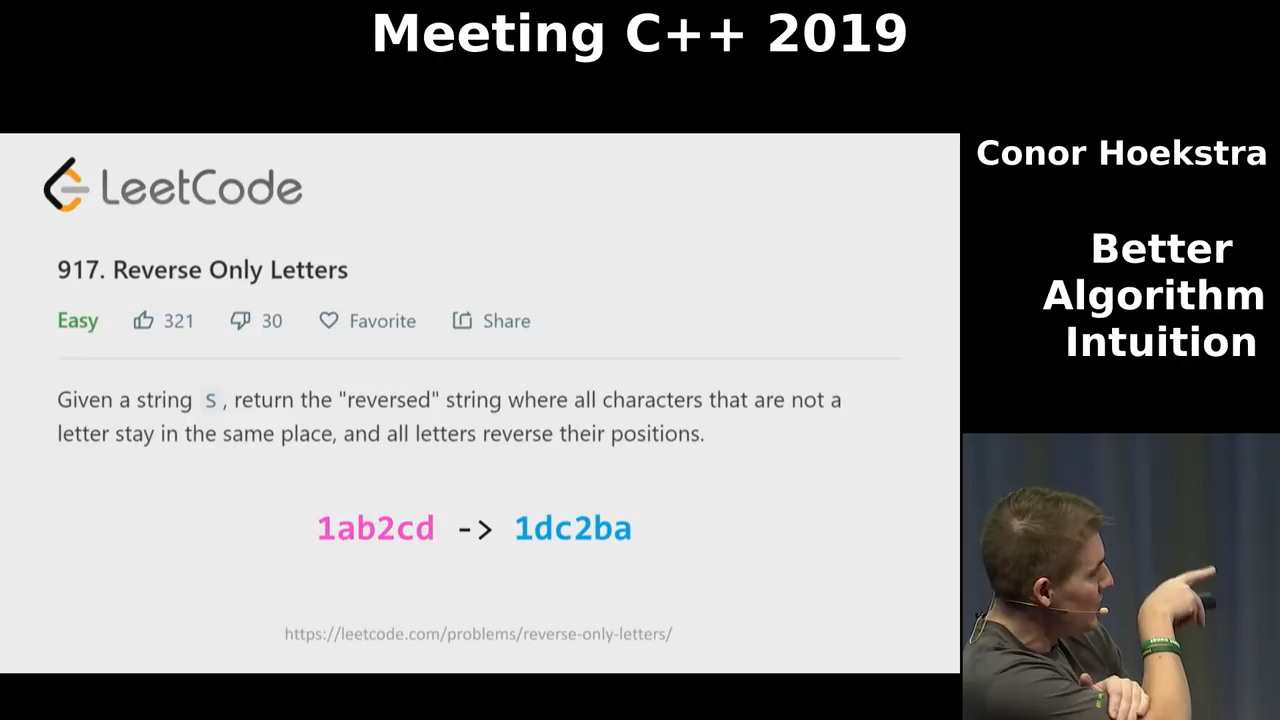 Meeting C++ 2019
LeetCode
917. Reverse Only Letters
Easy 321 30 Favorite Share
Given a string S, return the "reversed" string where all characters that are not a
letter stay in the same place, and all letters reverse their positions.
1ab2cd -> 1dc2ba
https://leetcode.com/problems/reverse-only-letters/
Conor Hoekstra
Better
Algorithm
Intuition